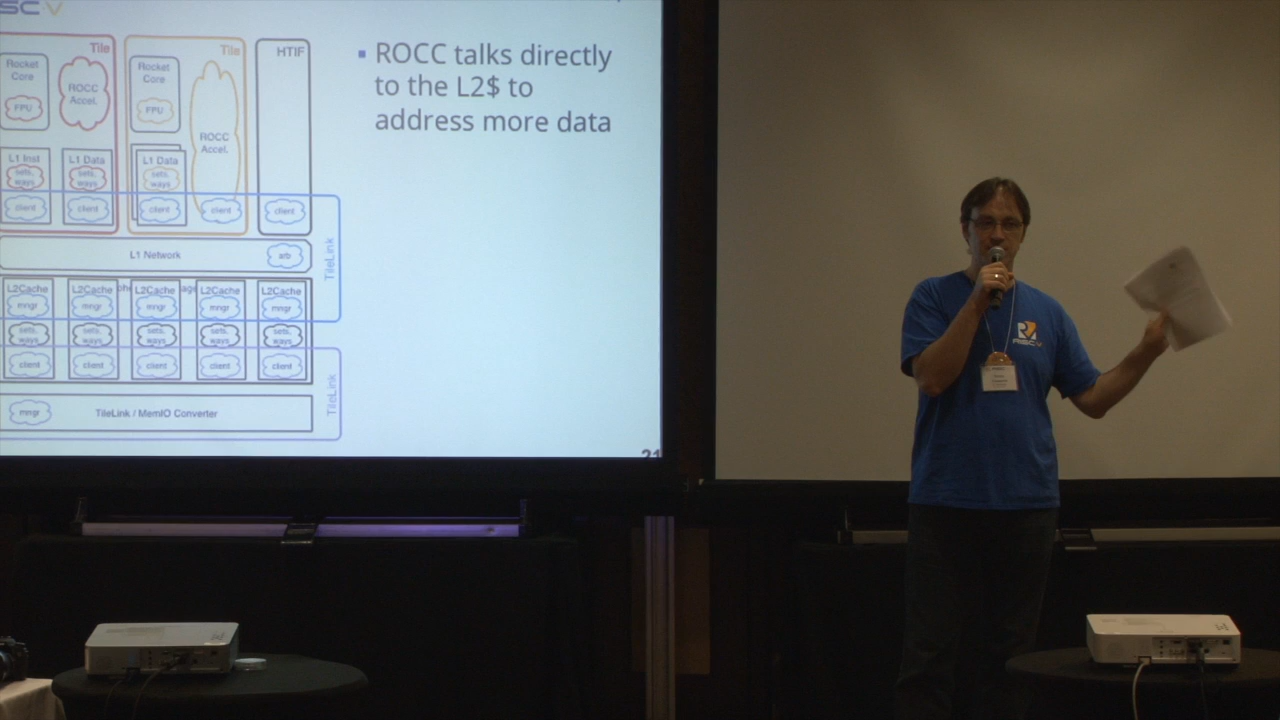 SC V
Tile
Tile
HTIF
Rocket
Core
FPU
ROCC
Accel.
Rocket
Core
FPU
ROCC
Accel.
L1 Inst
sets,
ways
client
L1 Data
sets,
ways
client
L1 Data
sets,
ways
client
client
client
L1 Network
arb
TileLink
L2Cache
mngr
sets,
ways
client
L2Cache
mngr
sets,
ways
client
L2Cache
mngr
sets,
ways
client
L2Cache
mngr
sets,
ways
client
L2Cache
mngr
sets,
ways
client
TileLink
mngr
TileLink / MemIO Converter
ROCC talks directly
to the L2$ to
address more data
21
RISC V